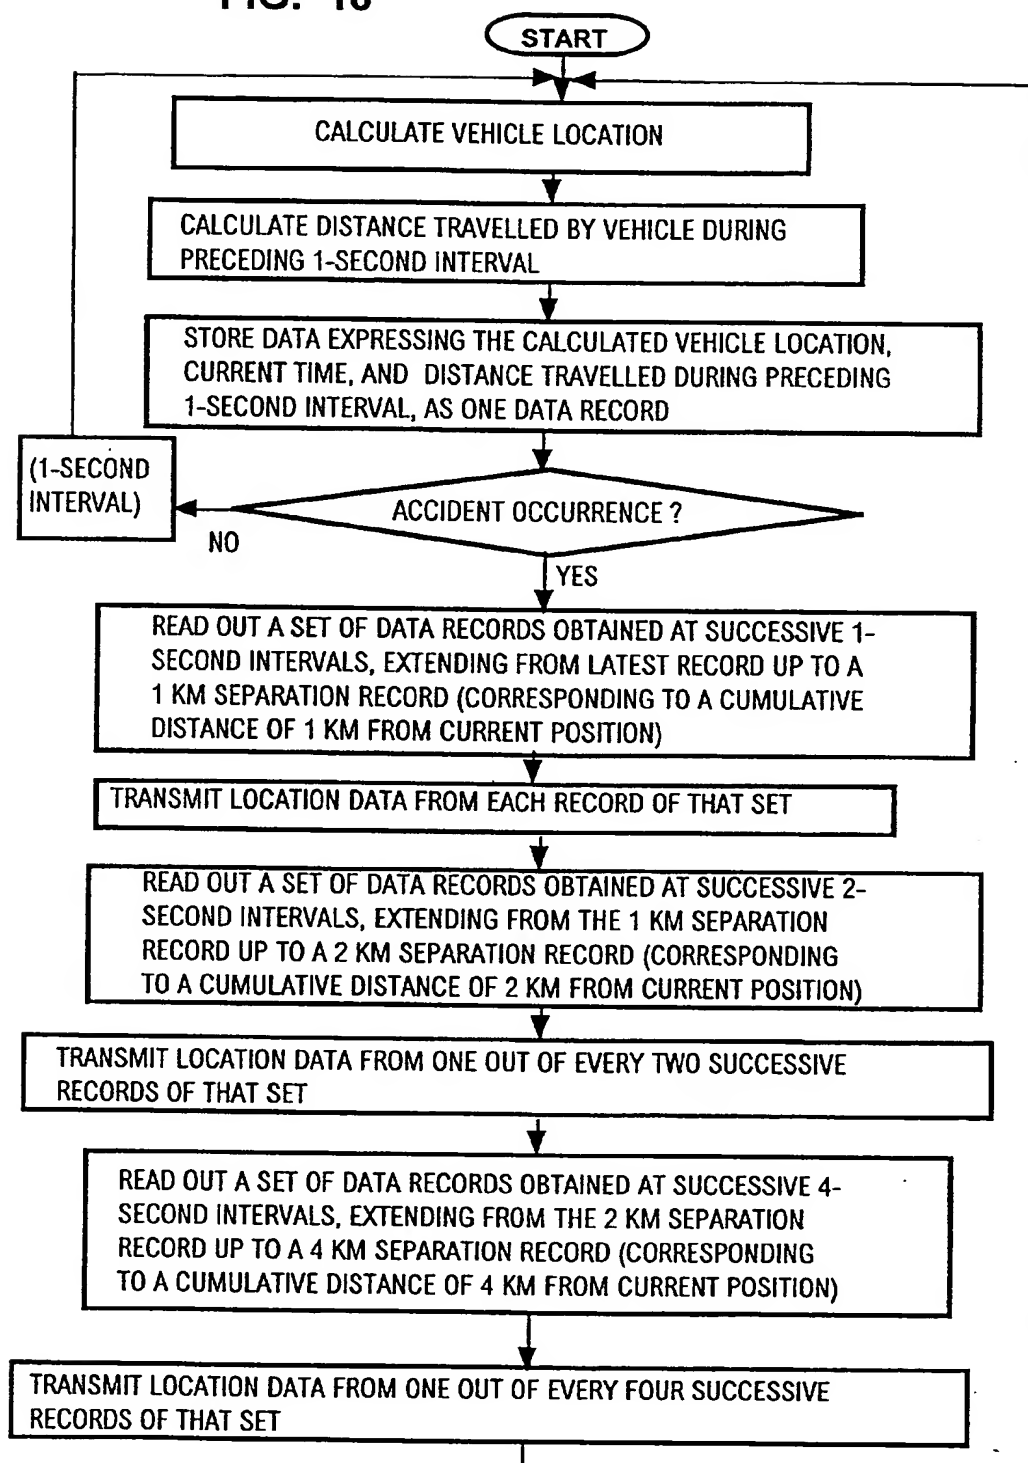 START
CALCULATE VEHICLE LOCATION
CALCULATE DISTANCE TRAVELLED BY VEHICLE DURING
PRECEDING 1-SECOND INTERVAL
STORE DATA EXPRESSING THE CALCULATED VEHICLE LOCATION,
CURRENT TIME, AND DISTANCE TRAVELLED DURING PRECEDING
1-SECOND INTERVAL, AS ONE DATA RECORD
(1-SECOND
INTERVAL)
ACCIDENT OCCURRENCE ?
NO
YES
READ OUT A SET OF DATA RECORDS OBTAINED AT SUCCESSIVE 1-
SECOND INTERVALS, EXTENDING FROM LATEST RECORD UP TO A
1 KM SEPARATION RECORD (CORRESPONDING TO A CUMULATIVE
DISTANCE OF 1 KM FROM CURRENT POSITION)
TRANSMIT LOCATION DATA FROM EACH RECORD OF THAT SET
READ OUT A SET OF DATA RECORDS OBTAINED AT SUCCESSIVE 2-
SECOND INTERVALS, EXTENDING FROM THE 1 KM SEPARATION
RECORD UP TO A 2 KM SEPARATION RECORD (CORRESPONDING
TO A CUMULATIVE DISTANCE OF 2 KM FROM CURRENT POSITION)
TRANSMIT LOCATION DATA FROM ONE OUT OF EVERY TWO SUCCESSIVE
RECORDS OF THAT SET
READ OUT A SET OF DATA RECORDS OBTAINED AT SUCCESSIVE 4-
SECOND INTERVALS, EXTENDING FROM THE 2 KM SEPARATION
RECORD UP TO A 4 KM SEPARATION RECORD (CORRESPONDING
TO A CUMULATIVE DISTANCE OF 4 KM FROM CURRENT POSITION)
TRANSMIT LOCATION DATA FROM ONE OUT OF EVERY FOUR SUCCESSIVE
RECORDS OF THAT SET